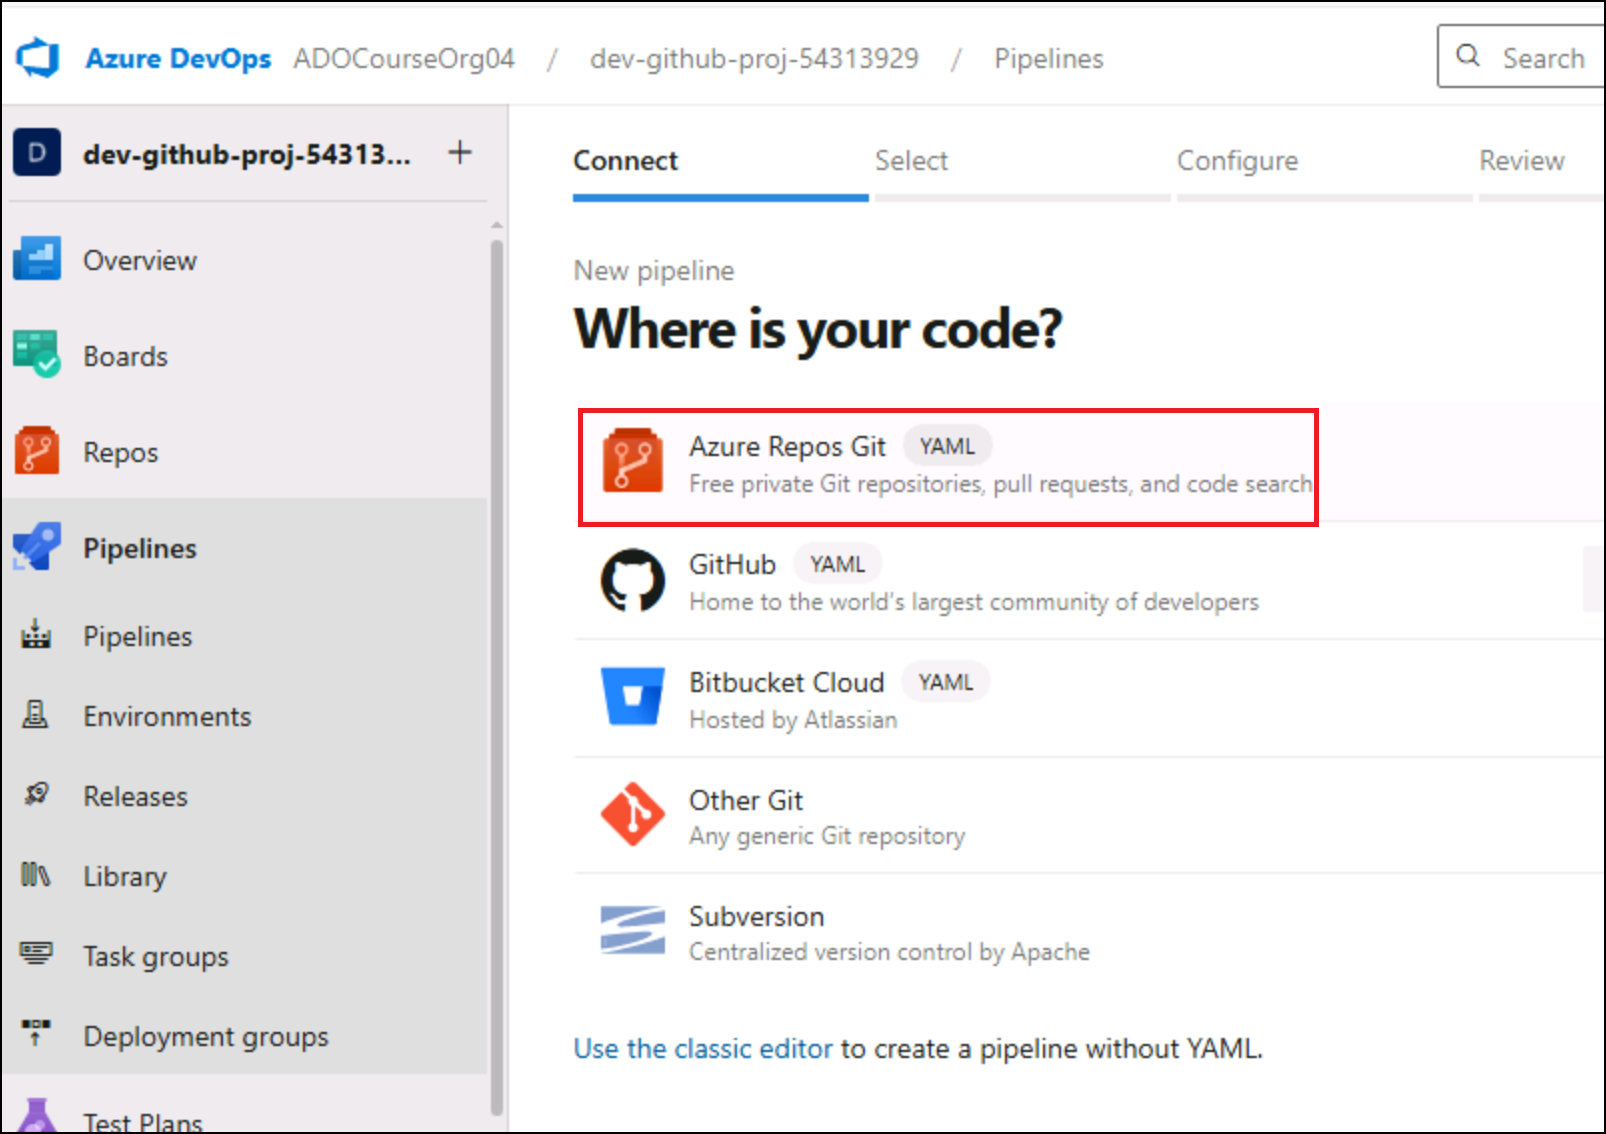 Azure DevOps ADOCourseOrg04 / dev-github-proj-54313929 / Pipelines
Search
D dev-github-proj-54313... +
Overview
Boards
Repos
Pipelines
Pipelines
Environments
Releases
Library
Task groups
Deployment groups
Test Plans
Connect Select Configure Review
New pipeline
Where is your code?
Azure Repos Git YAML
Free private Git repositories, pull requests, and code search
GitHub YAML
Home to the world's largest community of developers
Bitbucket Cloud YAML
Hosted by Atlassian
Other Git
Any generic Git repository
Subversion
Centralized version control by Apache
Use the classic editor to create a pipeline without YAML.